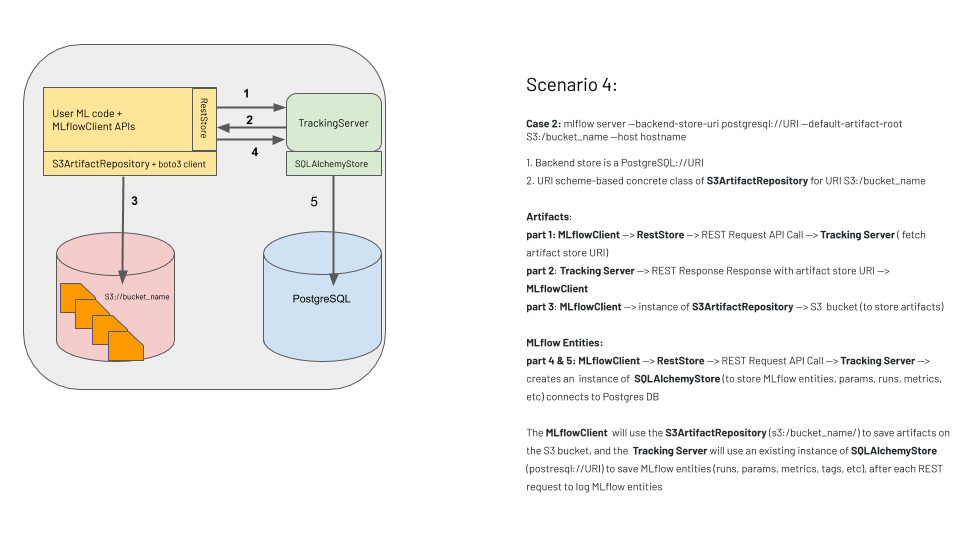 1
User ML code +
MLflowClient APIs
RestStore
2
4
TrackingServer
S3ArtifactRepository + boto3 client
SQLAlchemyStore
3
5
S3://bucket_name
PostgreSQL
Scenario 4:
Case 2: mlflow server —backend-store-uri postgresql://URI —default-artifact-root
S3:/bucket_name —host hostname
1. Backend store is a PostgreSQL://URI
2. URI scheme-based concrete class of S3ArtifactRepository for URI S3:/bucket_name
Artifacts:
part 1: MLflowClient —> RestStore —> REST Request API Call —> Tracking Server ( fetch
artifact store URI)
part 2: Tracking Server —> REST Response Response with artifact store URI —>
MLflowClient
part 3: MLflowClient —> instance of S3ArtifactRepository —> S3 bucket (to store artifacts)
MLflow Entities:
part 4 & 5: MLflowClient —> RestStore —> REST Request API Call —> Tracking Server —>
creates an instance of SQLAlchemyStore (to store MLflow entities, params, runs, metrics,
etc) connects to Postgres DB
The MLflowClient will use the S3ArtifactRepository (s3:/bucket_name/) to save artifacts on
the S3 bucket, and the Tracking Server will use an existing instance of SQLAlchemyStore
(postresql://URI) to save MLflow entities (runs, params, metrics, tags, etc), after each REST
request to log MLflow entities